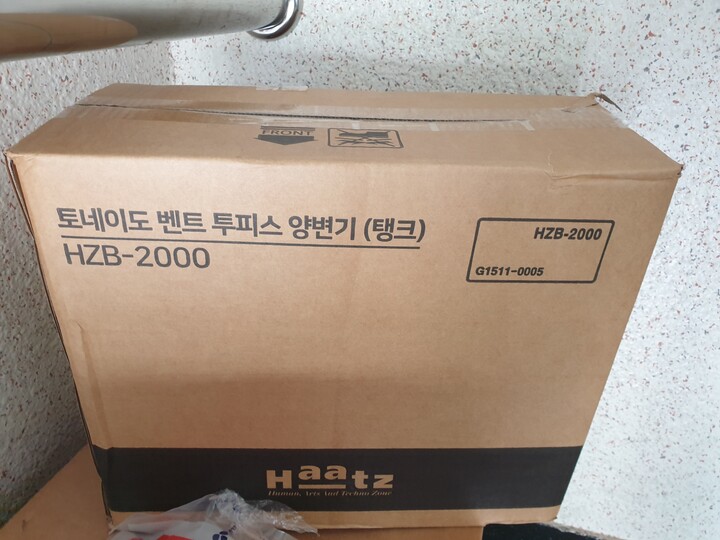 FRONT
토네이도 벤트 투피스 양변기 (탱크)
HZB-2000
HZB-2000
G1511-0005
Haatz
Human, Arts And Techno Zone